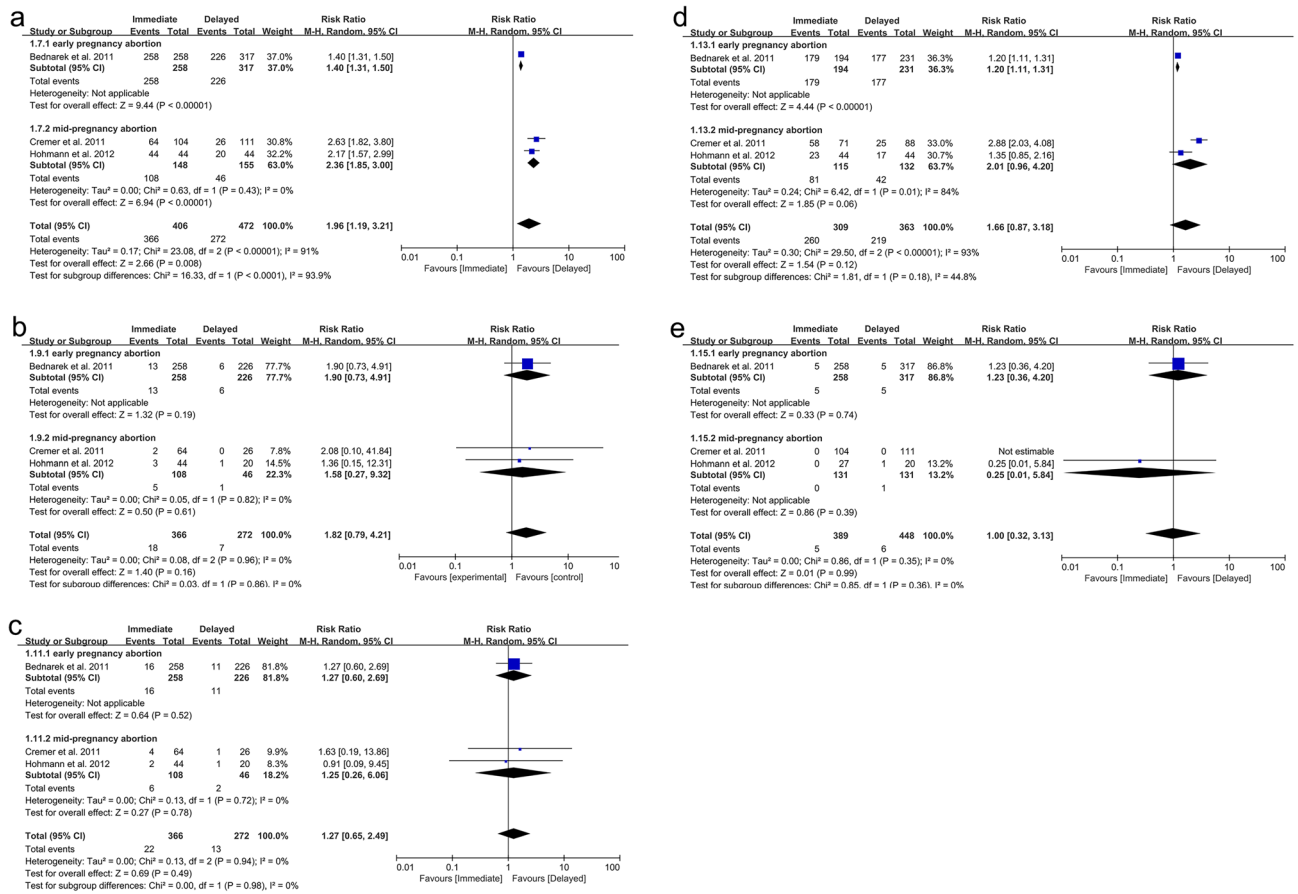 a
Immediate Delayed Risk Ratio Risk Ratio
Study or Subgroup Events Total Events Total Weight M-H, Random, 95% CI M-H, Random, 95% CI
1.7.1 early pregnancy abortion
Bednarek et al. 2011 258 258 226 317 37.0% 1.40 [1.31, 1.50]
Subtotal (95% CI) 258 317 37.0% 1.40 [1.31, 1.50]
Total events 258 226
Heterogeneity: Not applicable
Test for overall effect: Z = 9.44 (P < 0.00001)
1.7.2 mid-pregnancy abortion
Cremer et al. 2011 64 104 26 111 30.8% 2.63 [1.82, 3.80]
Hohmann et al. 2012 44 44 20 44 32.2% 2.17 [1.57, 2.99]
Subtotal (95% CI) 148 155 63.0% 2.36 [1.85, 3.00]
Total events 108 46
Heterogeneity: Tau² = 0.00; Chi² = 0.63, df = 1 (P = 0.43); I² = 0%
Test for overall effect: Z = 6.94 (P < 0.00001)
Total (95% CI) 406 472 100.0% 1.96 [1.19, 3.21]
Total events 366 272
Heterogeneity: Tau² = 0.17; Chi² = 23.08, df = 2 (P < 0.00001); I² = 91%
Test for overall effect: Z = 2.66 (P = 0.008)
Test for subgroup differences: Chi² = 16.33, df = 1 (P < 0.0001), I² = 93.9%
0.01 0.1 1 10 100
Favours [Immediate] Favours [Delayed]
b
Immediate Delayed Risk Ratio Risk Ratio
Study or Subgroup Events Total Events Total Weight M-H, Random, 95% CI M-H, Random, 95% CI
1.9.1 early pregnancy abortion
Bednarek et al. 2011 13 258 6 226 77.7% 1.90 [0.73, 4.91]
Subtotal (95% CI) 258 226 77.7% 1.90 [0.73, 4.91]
Total events 13 6
Heterogeneity: Not applicable
Test for overall effect: Z = 1.32 (P = 0.19)
1.9.2 mid-pregnancy abortion
Cremer et al. 2011 2 64 0 26 7.8% 2.08 [0.10, 41.84]
Hohmann et al. 2012 3 44 1 20 14.5% 1.36 [0.15, 12.31]
Subtotal (95% CI) 108 46 22.3% 1.58 [0.27, 9.32]
Total events 5 1
Heterogeneity: Tau² = 0.00; Chi² = 0.05, df = 1 (P = 0.82); I² = 0%
Test for overall effect: Z = 0.50 (P = 0.61)
Total (95% CI) 366 272 100.0% 1.82 [0.79, 4.21]
Total events 18 7
Heterogeneity: Tau² = 0.00; Chi² = 0.08, df = 2 (P = 0.96); I² = 0%
Test for overall effect: Z = 1.40 (P = 0.16)
Test for subgroup differences: Chi² = 0.03, df = 1 (P = 0.86), I² = 0%
0.01 0.1 1 10 100
Favours [experimental] Favours [control]
c
Immediate Delayed Risk Ratio Risk Ratio
Study or Subgroup Events Total Events Total Weight M-H, Random, 95% CI M-H, Random, 95% CI
1.11.1 early pregnancy abortion
Bednarek et al. 2011 16 258 11 226 81.8% 1.27 [0.60, 2.69]
Subtotal (95% CI) 258 226 81.8% 1.27 [0.60, 2.69]
Total events 16 11
Heterogeneity: Not applicable
Test for overall effect: Z = 0.64 (P = 0.52)
1.11.2 mid-pregnancy abortion
Cremer et al. 2011 4 64 1 26 9.9% 1.63 [0.19, 13.86]
Hohmann et al. 2012 2 44 1 20 8.3% 0.91 [0.09, 9.45]
Subtotal (95% CI) 108 46 18.2% 1.25 [0.26, 6.06]
Total events 6 2
Heterogeneity: Tau² = 0.00; Chi² = 0.13, df = 1 (P = 0.72); I² = 0%
Test for overall effect: Z = 0.27 (P = 0.78)
Total (95% CI) 366 272 100.0% 1.27 [0.65, 2.49]
Total events 22 13
Heterogeneity: Tau² = 0.00; Chi² = 0.13, df = 2 (P = 0.94); I² = 0%
Test for overall effect: Z = 0.69 (P = 0.49)
Test for subgroup differences: Chi² = 0.00, df = 1 (P = 0.98), I² = 0%
0.01 0.1 1 10 100
Favours [Immediate] Favours [Delayed]
d
Immediate Delayed Risk Ratio Risk Ratio
Study or Subgroup Events Total Events Total Weight M-H, Random, 95% CI M-H, Random, 95% CI
1.13.1 early pregnancy abortion
Bednarek et al. 2011 179 194 177 231 36.3% 1.20 [1.11, 1.31]
Subtotal (95% CI) 194 231 36.3% 1.20 [1.11, 1.31]
Total events 179 177
Heterogeneity: Not applicable
Test for overall effect: Z = 4.44 (P < 0.00001)
1.13.2 mid-pregnancy abortion
Cremer et al. 2011 58 71 25 88 33.0% 2.88 [2.03, 4.08]
Hohmann et al. 2012 23 44 17 44 30.7% 1.35 [0.85, 2.16]
Subtotal (95% CI) 115 132 63.7% 2.01 [0.96, 4.20]
Total events 81 42
Heterogeneity: Tau² = 0.24; Chi² = 6.42, df = 1 (P = 0.01); I² = 84%
Test for overall effect: Z = 1.85 (P = 0.06)
Total (95% CI) 309 363 100.0% 1.66 [0.87, 3.18]
Total events 260 219
Heterogeneity: Tau² = 0.30; Chi² = 29.50, df = 2 (P < 0.00001); I² = 93%
Test for overall effect: Z = 1.54 (P = 0.12)
Test for subgroup differences: Chi² = 1.81, df = 1 (P = 0.18), I² = 44.8%
0.01 0.1 1 10 100
Favours [Immediate] Favours [Delayed]
e
Immediate Delayed Risk Ratio Risk Ratio
Study or Subgroup Events Total Events Total Weight M-H, Random, 95% CI M-H, Random, 95% CI
1.15.1 early pregnancy abortion
Bednarek et al. 2011 5 258 5 317 86.8% 1.23 [0.36, 4.20]
Subtotal (95% CI) 258 317 86.8% 1.23 [0.36, 4.20]
Total events 5 5
Heterogeneity: Not applicable
Test for overall effect: Z = 0.33 (P = 0.74)
1.15.2 mid-pregnancy abortion
Cremer et al. 2011 0 104 0 111 Not estimable
Hohmann et al. 2012 0 27 1 20 13.2% 0.25 [0.01, 5.84]
Subtotal (95% CI) 131 131 13.2% 0.25 [0.01, 5.84]
Total events 0 1
Heterogeneity: Not applicable
Test for overall effect: Z = 0.86 (P = 0.39)
Total (95% CI) 389 448 100.0% 1.00 [0.32, 3.13]
Total events 5 6
Heterogeneity: Tau² = 0.00; Chi² = 0.86, df = 1 (P = 0.35); I² = 0%
Test for overall effect: Z = 0.01 (P = 0.99)
Test for subgroup differences: Chi² = 0.85, df = 1 (P = 0.36), I² = 0%
0.01 0.1 1 10 100
Favours [Immediate] Favours [Delayed]